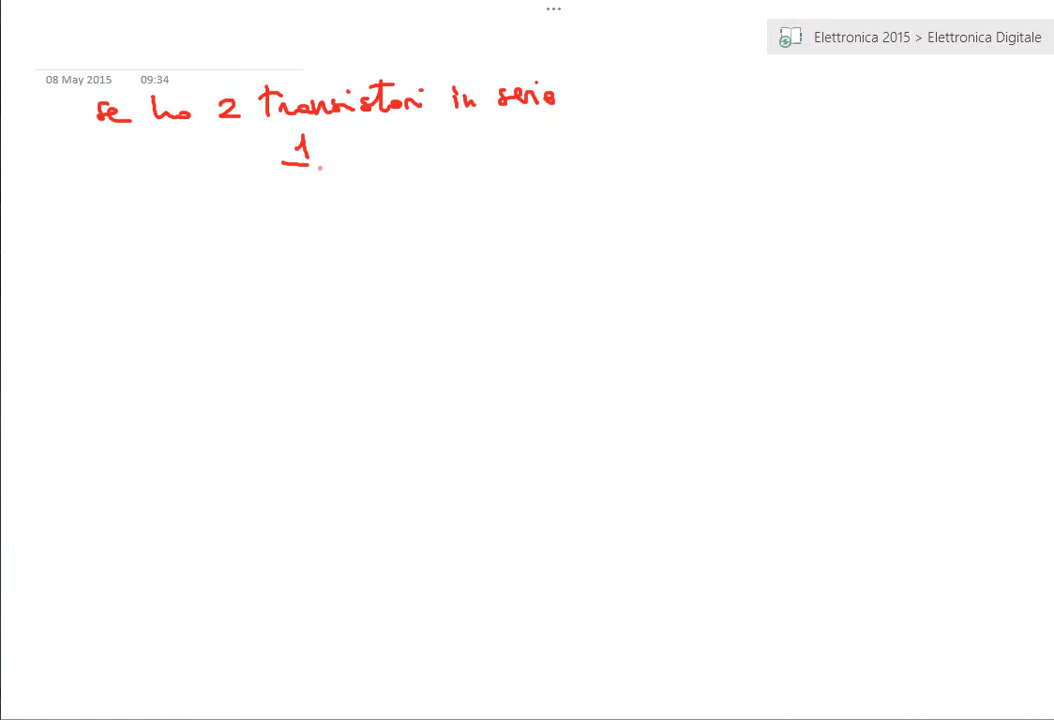 Elettronica 2015 > Elettronica Digitale
08 May 2015 09:34
se ho 2 transistori in serie
1